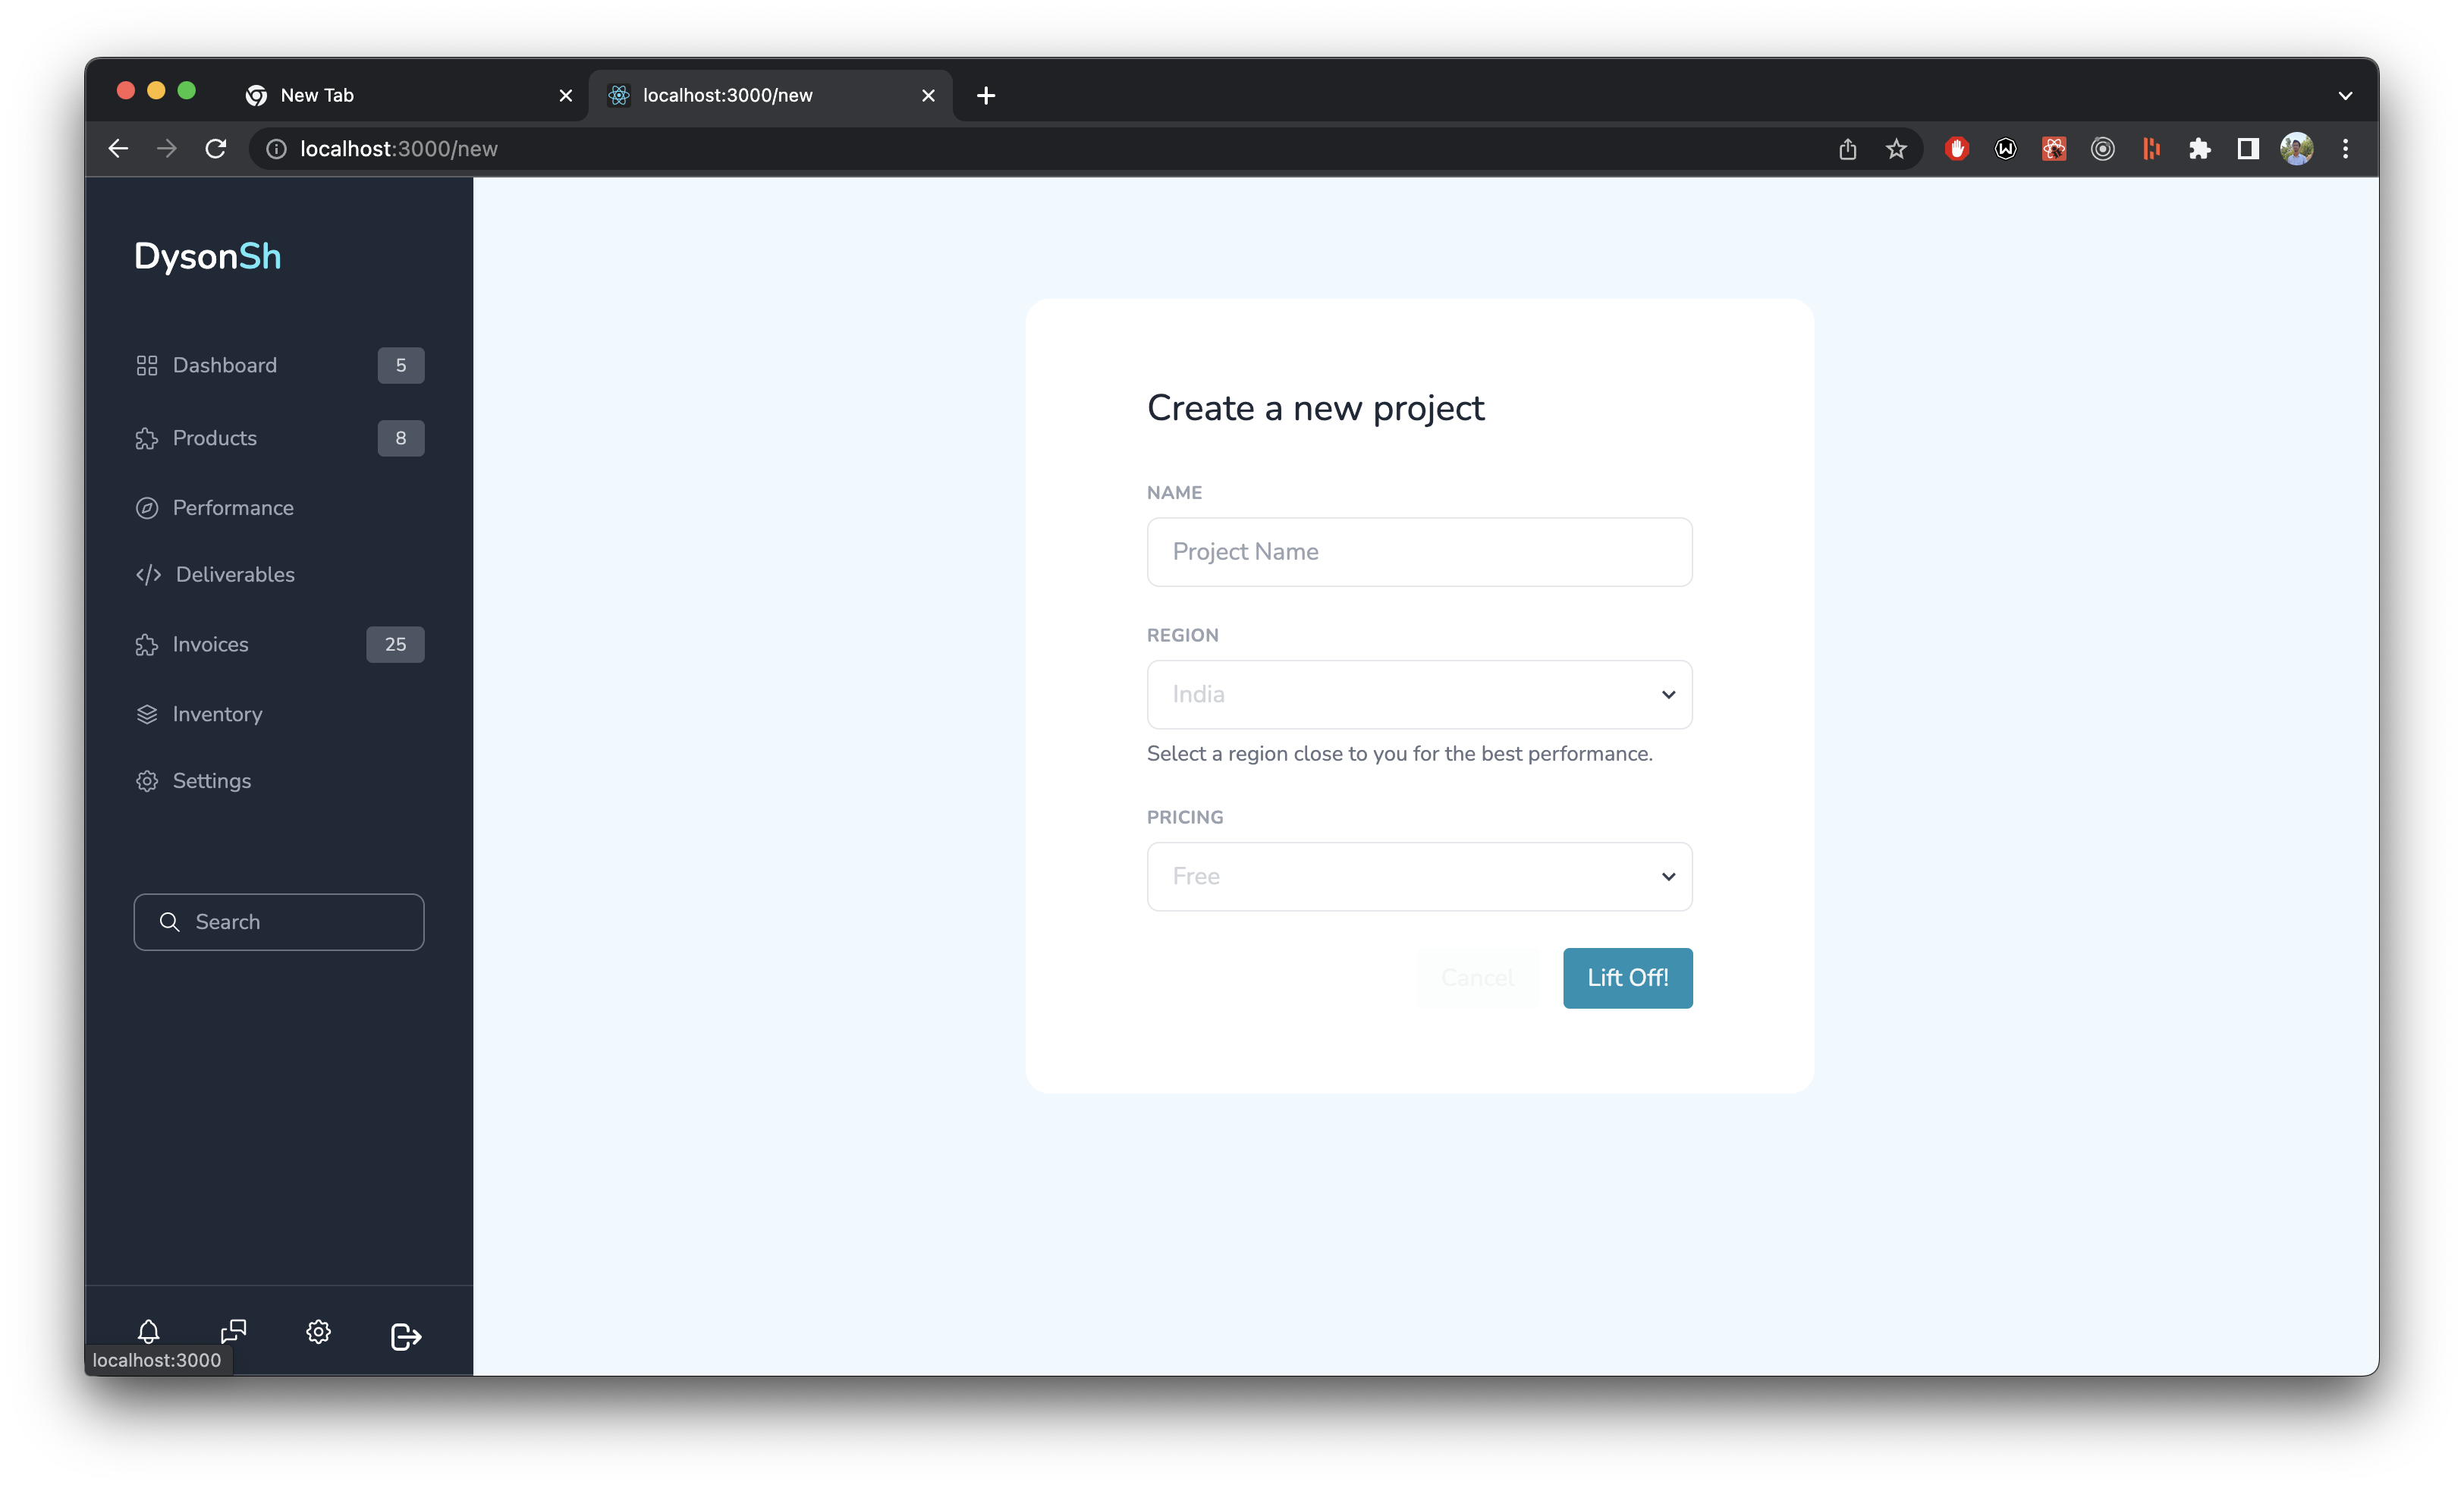 New Tab
localhost:3000/new
localhost:3000/new
DysonSh
Dashboard 5
Products 8
Performance
Deliverables
Invoices 25
Inventory
Settings
Search
localhost:3000
Create a new project
NAME
Project Name
REGION
India
Select a region close to you for the best performance.
PRICING
Free
Cancel Lift Off!